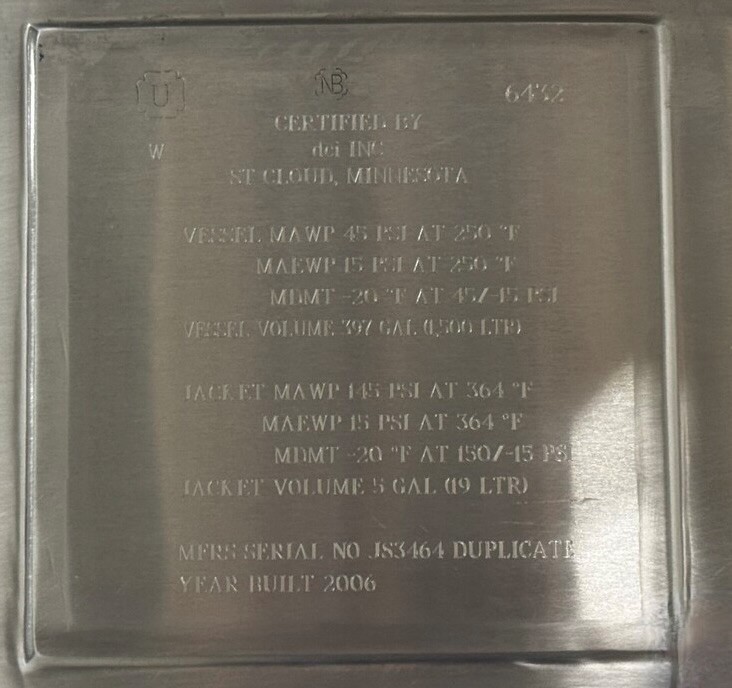 U NB 6432
CERTIFIED BY
W dci INC
ST CLOUD, MINNESOTA
VESSEL MAWP 45 PSI AT 250 °F
MAEWP 15 PSI AT 250 °F
MDMT -20 °F AT 45/-15 PSI
VESSEL VOLUME 397 GAL (1,500 LTR)
JACKET MAWP 145 PSI AT 364 °F
MAEWP 15 PSI AT 364 °F
MDMT -20 °F AT 150/-15 PSI
JACKET VOLUME 5 GAL (19 LTR)
MFRS SERIAL NO JS3464 DUPLICATE
YEAR BUILT 2006